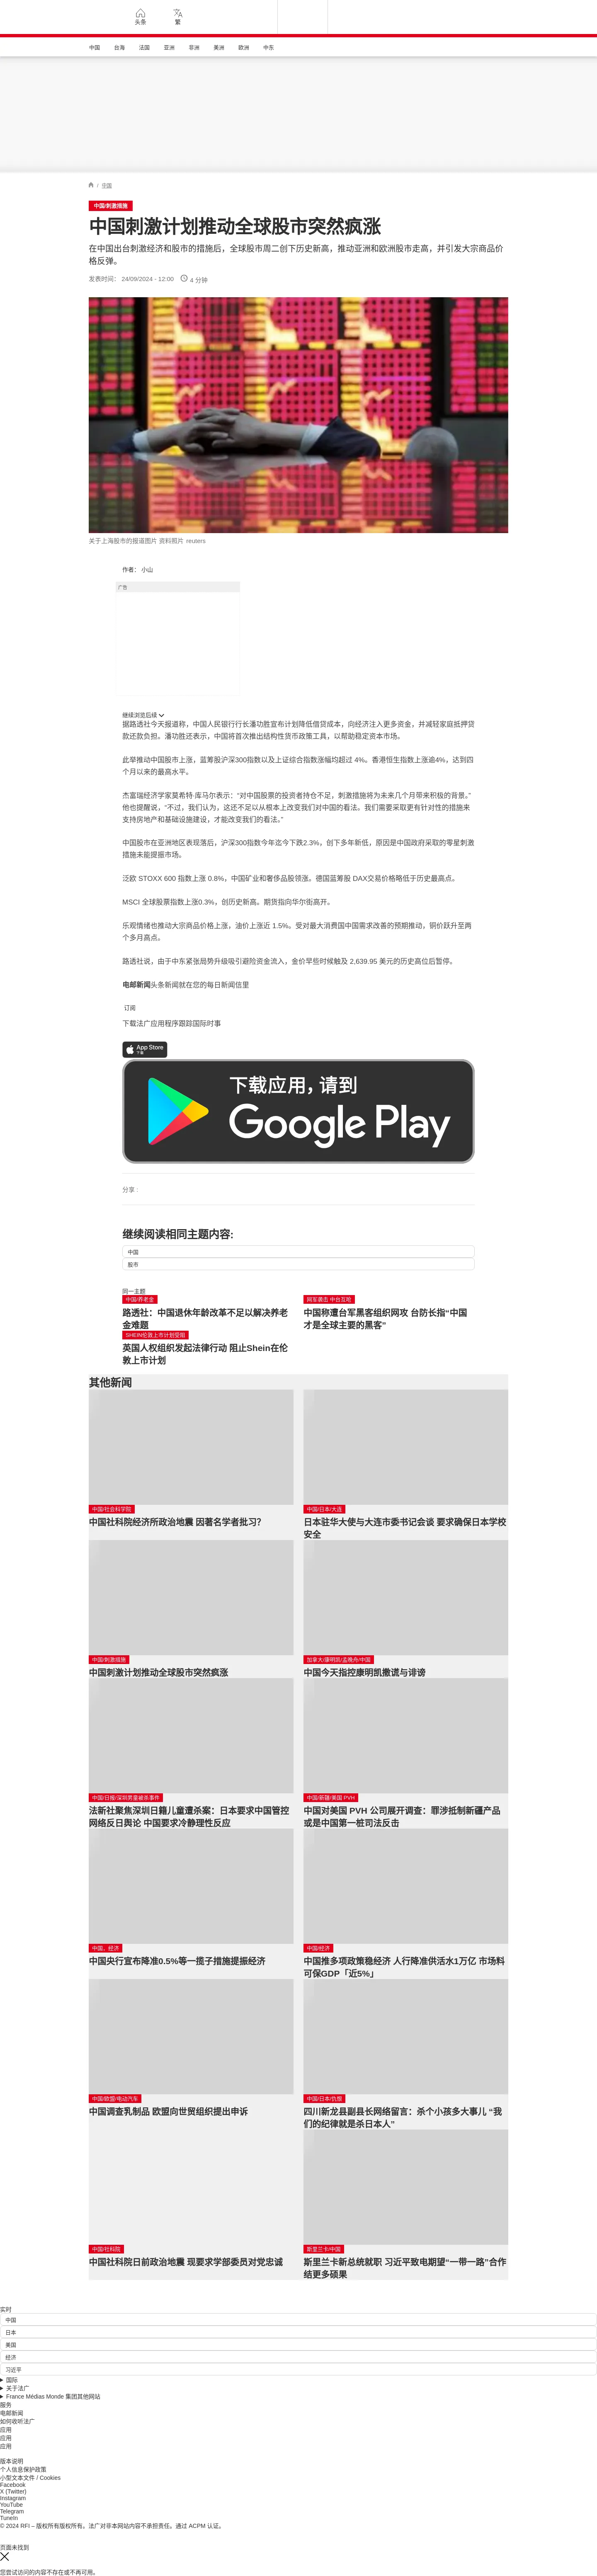 头条
繁
中国
台海
法国
亚洲
非洲
美洲
欧洲
中东
/ 中国
中国/刺激措施
中国刺激计划推动全球股市突然疯涨
在中国出台刺激经济和股市的措施后，全球股市周二创下历史新高，推动亚洲和欧洲股市走高，并引发大宗商品价
格反弹。
发表时间： 24/09/2024 - 12:00 4 分钟
关于上海股市的报道图片 资料照片 reuters
作者： 小山
广告
继续浏览后续
据路透社今天报道称，中国人民银行行长潘功胜宣布计划降低借贷成本，向经济注入更多资金，并减轻家庭抵押贷
款还款负担。潘功胜还表示，中国将首次推出结构性货币政策工具，以帮助稳定资本市场。
此举推动中国股市上涨，蓝筹股沪深300指数以及上证综合指数涨幅均超过 4%。香港恒生指数上涨逾4%，达到四
个月以来的最高水平。
杰富瑞经济学家莫希特·库马尔表示：“对中国股票的投资者持仓不足，刺激措施将为未来几个月带来积极的背景。”
他也提醒说，“不过，我们认为，这还不足以从根本上改变我们对中国的看法。我们需要采取更有针对性的措施来
支持房地产和基础设施建设，才能改变我们的看法。”
中国股市在亚洲地区表现落后，沪深300指数今年迄今下跌2.3%，创下多年新低，原因是中国政府采取的零星刺激
措施未能提振市场。
泛欧 STOXX 600 指数上涨 0.8%，中国矿业和奢侈品股领涨。德国蓝筹股 DAX交易价格略低于历史最高点。
MSCI 全球股票指数上涨0.3%，创历史新高。期货指向华尔街高开。
乐观情绪也推动大宗商品价格上涨，油价上涨近 1.5%。受对最大消费国中国需求改善的预期推动，铜价跃升至两
个多月高点。
路透社说，由于中东紧张局势升级吸引避险资金流入，金价早些时候触及 2,639.95 美元的历史高位后暂停。
电邮新闻头条新闻就在您的每日新闻信里
订阅
下载法广应用程序跟踪国际时事
App Store
下载
下载应用，请到
Google Play
分享 :
继续阅读相同主题内容:
中国
股市
同一主题
中国/养老金
路透社：中国退休年龄改革不足以解决养老
金难题
网军袭击 中台互呛
中国称遭台军黑客组织网攻 台防长指“中国
才是全球主要的黑客”
SHEIN伦敦上市计划受阻
英国人权组织发起法律行动 阻止Shein在伦
敦上市计划
其他新闻
中国/社会科学院
中国社科院经济所政治地震 因著名学者批习？
中国/日本/大连
日本驻华大使与大连市委书记会谈 要求确保日本学校
安全
中国/刺激措施
中国刺激计划推动全球股市突然疯涨
加拿大/康明凯/孟晚舟/中国
中国今天指控康明凯撒谎与诽谤
中国/日报/深圳男童被杀事件
法新社聚焦深圳日籍儿童遭杀案：日本要求中国管控
网络反日舆论 中国要求冷静理性反应
中国/新疆/美国 PVH
中国对美国 PVH 公司展开调查：罪涉抵制新疆产品
或是中国第一桩司法反击
中国，经济
中国央行宣布降准0.5%等一揽子措施提振经济
中国/经济
中国推多项政策稳经济 人行降准供活水1万亿 市场料
可保GDP「近5%」
中国/欧盟/电动汽车
中国调查乳制品 欧盟向世贸组织提出申诉
中国/日本/仇恨
四川新龙县副县长网络留言：杀个小孩多大事儿 “我
们的纪律就是杀日本人”
中国/社科院
中国社科院日前政治地震 现要求学部委员对党忠诚
斯里兰卡/中国
斯里兰卡新总统就职 习近平致电期望“一带一路”合作
结更多硕果
实时
中国
日本
美国
经济
习近平
国际
关于法广
France Médias Monde 集团其他网站
服务
电邮新闻
如何收听法广
应用
应用
应用
版本说明
个人信息保护政策
小型文本文件 / Cookies
Facebook
X (Twitter)
Instagram
YouTube
Telegram
TuneIn
© 2024 RFI – 版权所有版权所有。法广对非本网站内容不承担责任。通过 ACPM 认证。
页面未找到
您尝试访问的内容不存在或不再可用。